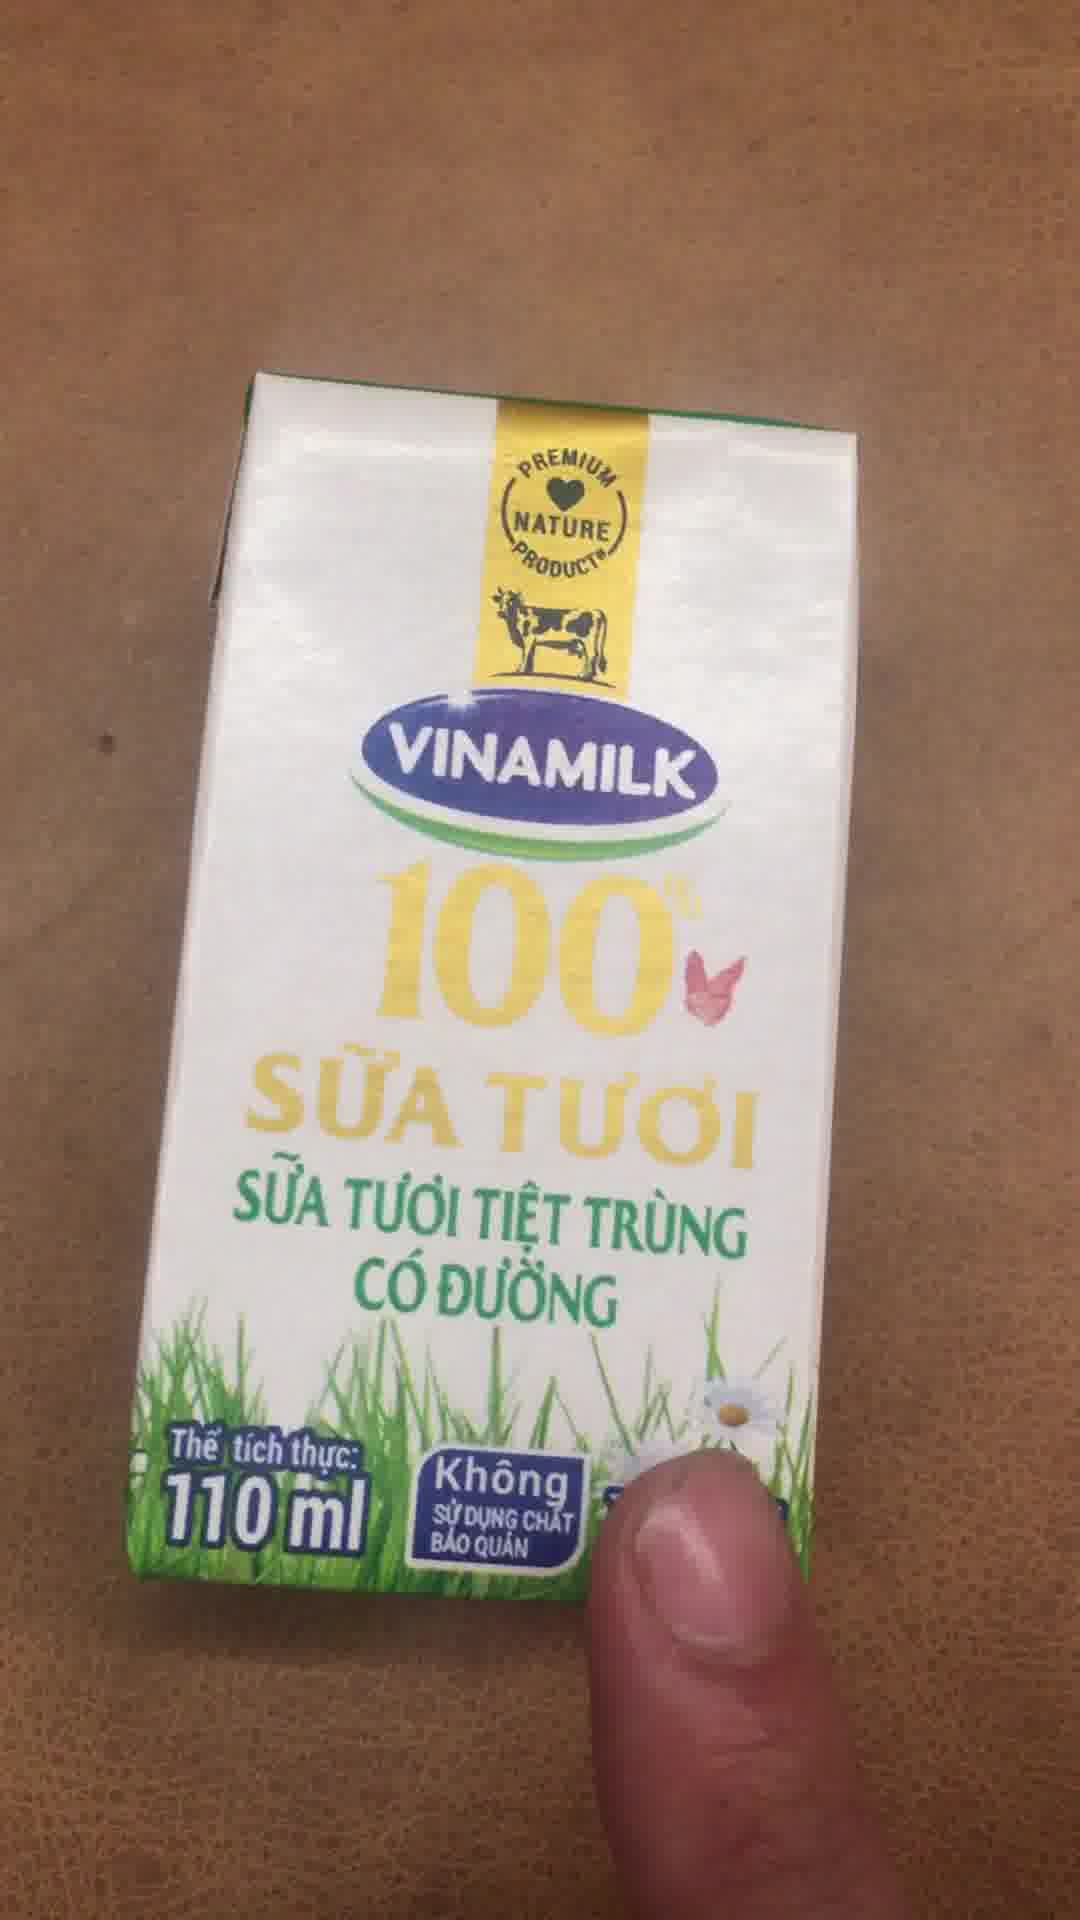 PREMIUM
NATURE
PRODUCT®
VINAMILK
100%
SỮA TƯƠI
SỮA TƯƠI TIỆT TRÙNG
CÓ ĐƯỜNG
Thể tích thực:
110 ml
Không
SỬ DỤNG CHẤT
BẢO QUẢN